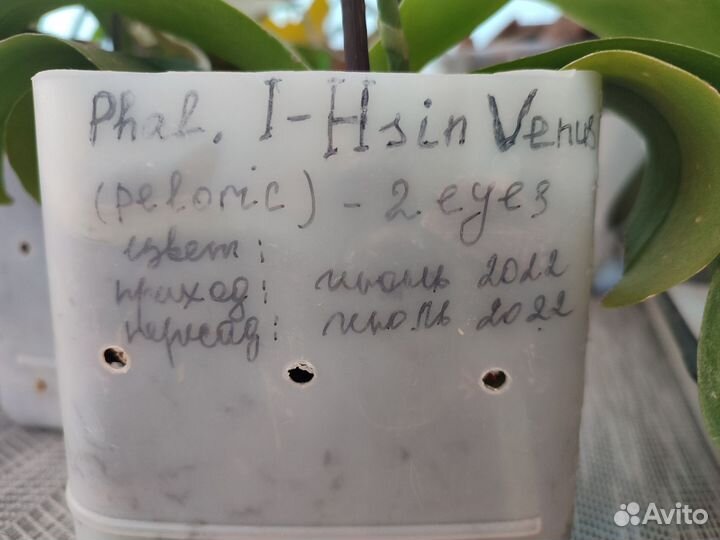 Phal. I-Hsin Venus
(peloric) - 2 eyes
цвет:
приход: июль 2022
пересад: июль 2022
Avito